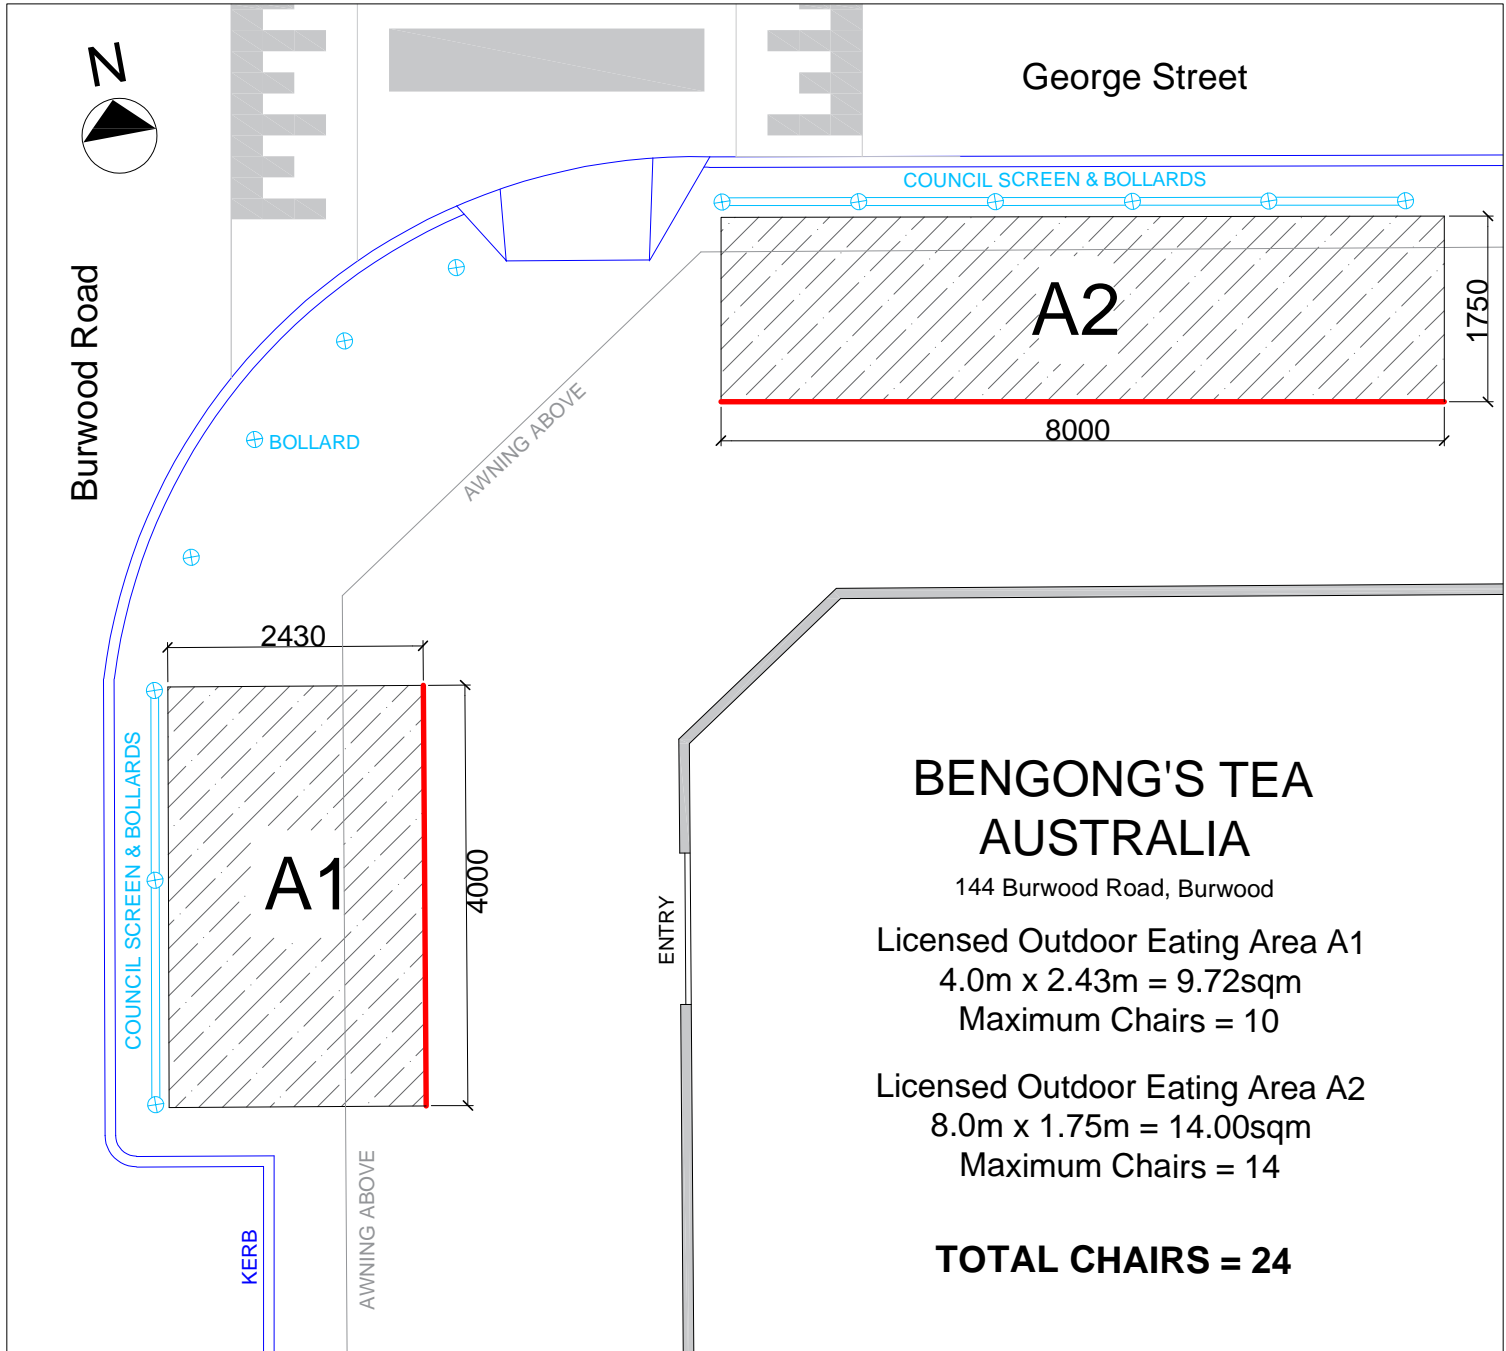 N
George Street
COUNCIL SCREEN & BOLLARDS
Burwood Road
A2
1750
8000
BOLLARD
AWNING ABOVE
2430
A1
4000
COUNCIL SCREEN & BOLLARDS
ENTRY
KERB
AWNING ABOVE
BENGONG'S TEA
AUSTRALIA
144 Burwood Road, Burwood
Licensed Outdoor Eating Area A1
4.0m x 2.43m = 9.72sqm
Maximum Chairs = 10
Licensed Outdoor Eating Area A2
8.0m x 1.75m = 14.00sqm
Maximum Chairs = 14
TOTAL CHAIRS = 24